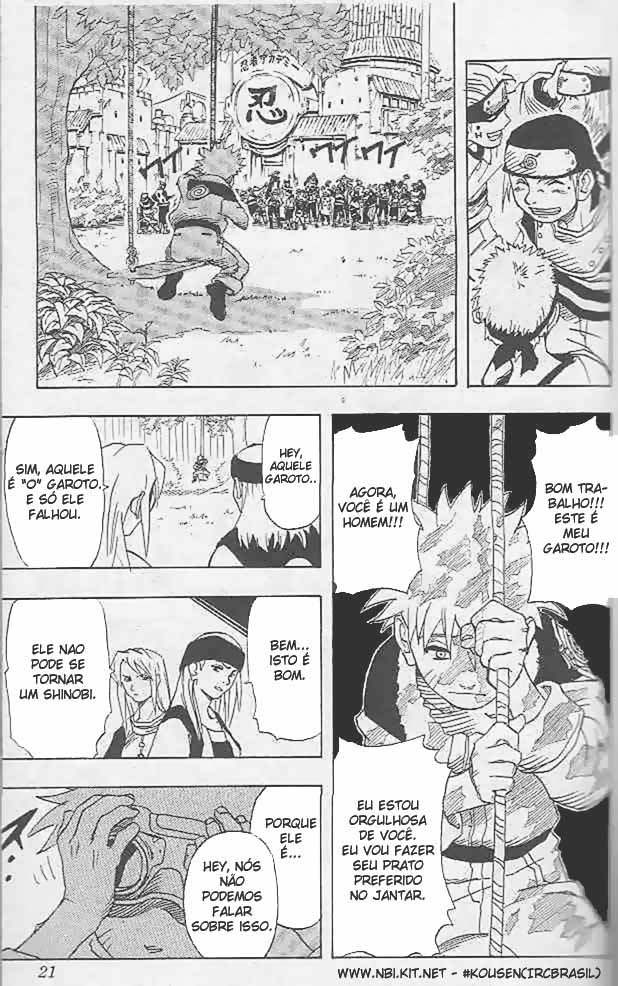 忍者アカデミー
忍
ワイ
ワイ
BOM TRA-
BALHO!!!
ESTE É
MEU
GAROTO!!!
AGORA,
VOCÊ É UM
HOMEM!!!
EU ESTOU
ORGULHOSA
DE VOCÊ.
EU VOU FAZER
SEU PRATO
PREFERIDO
NO JANTAR.
HEY,
AQUELE
GAROTO..
SIM, AQUELE
É "O" GAROTO.
E SÓ ELE
FALHOU.
BEM...
ISTO É
BOM.
ELE NAO
PODE SE
TORNAR
UM SHINOBI.
PORQUE
ELE
É...
HEY, NÓS
NÃO
PODEMOS
FALAR
SOBRE ISSO.
21
WWW.NBI.KIT.NET - #KOUSEN(IRCBRASIL)